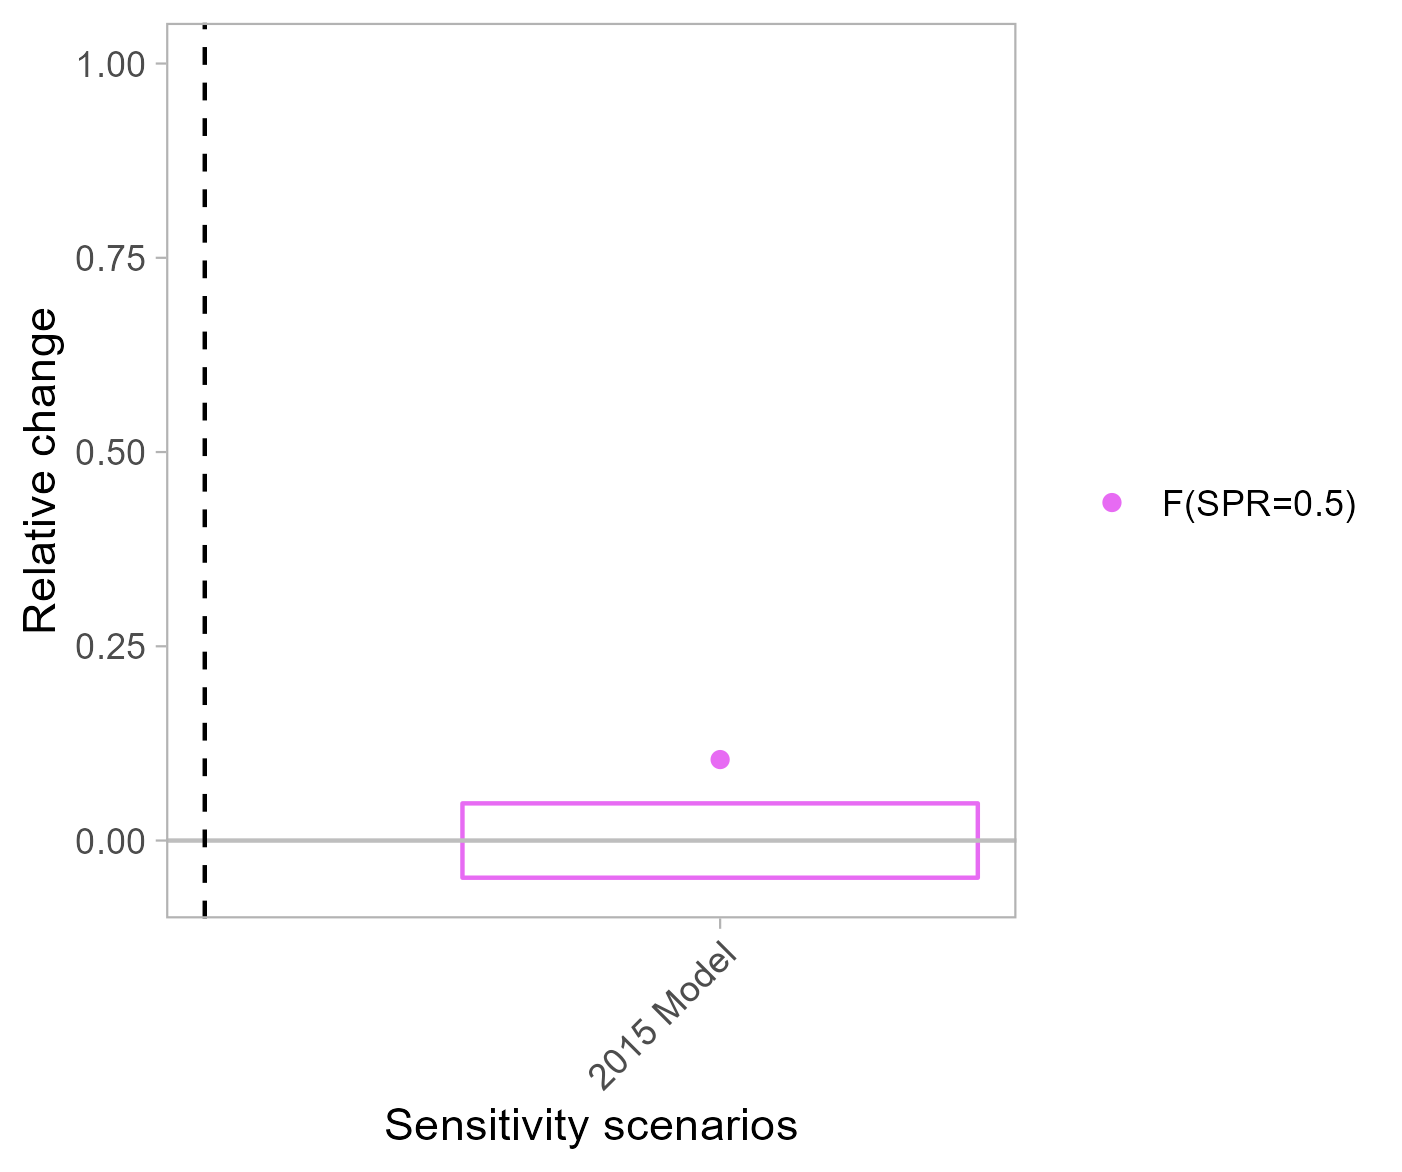 Relative change
1.00
0.75
0.50
0.25
0.00
2015 Model
Sensitivity scenarios
F(SPR=0.5)